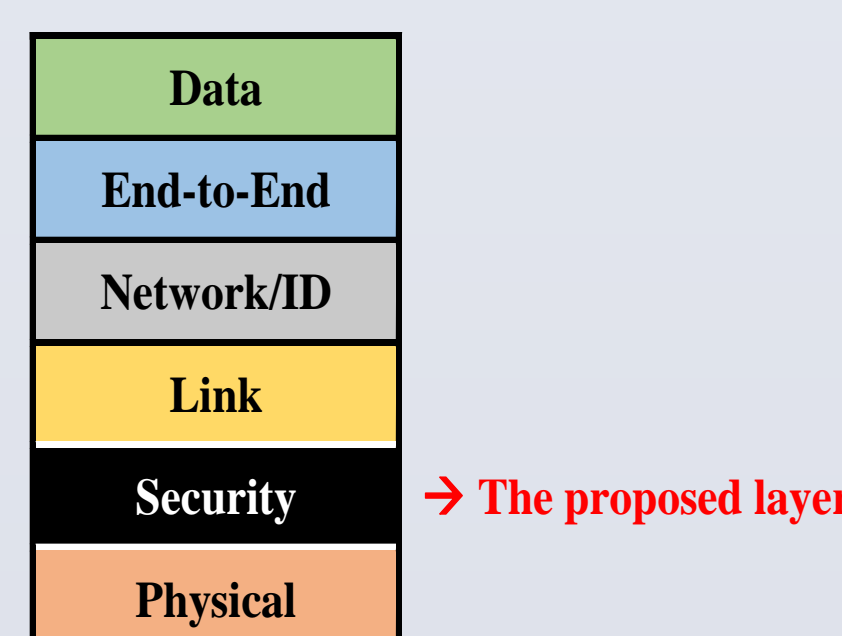 Data
End-to-End
Network/ID
Link
Security
→ The proposed layer
Physical